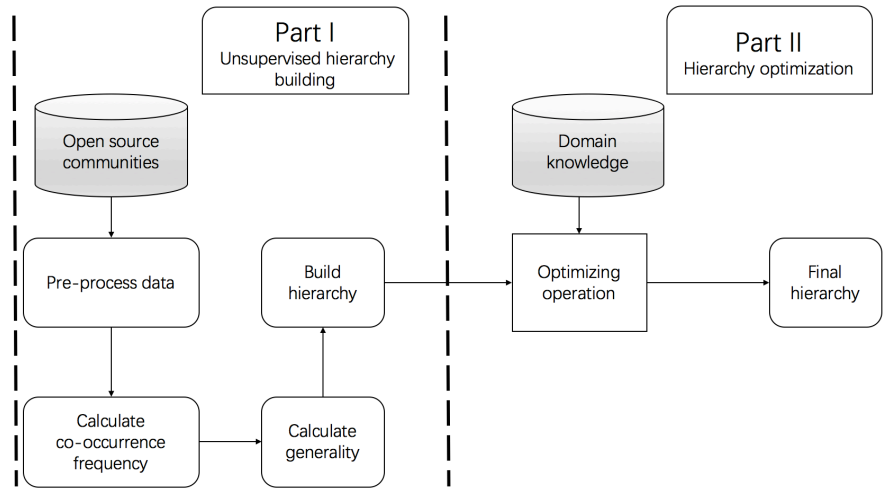 Part I
Unsupervised hierarchy
building
Part II
Hierarchy optimization
Open source
communities
Domain
knowledge
Pre-process data
Build
hierarchy
Optimizing
operation
Final
hierarchy
Calculate
co-occurrence
frequency
Calculate
generality